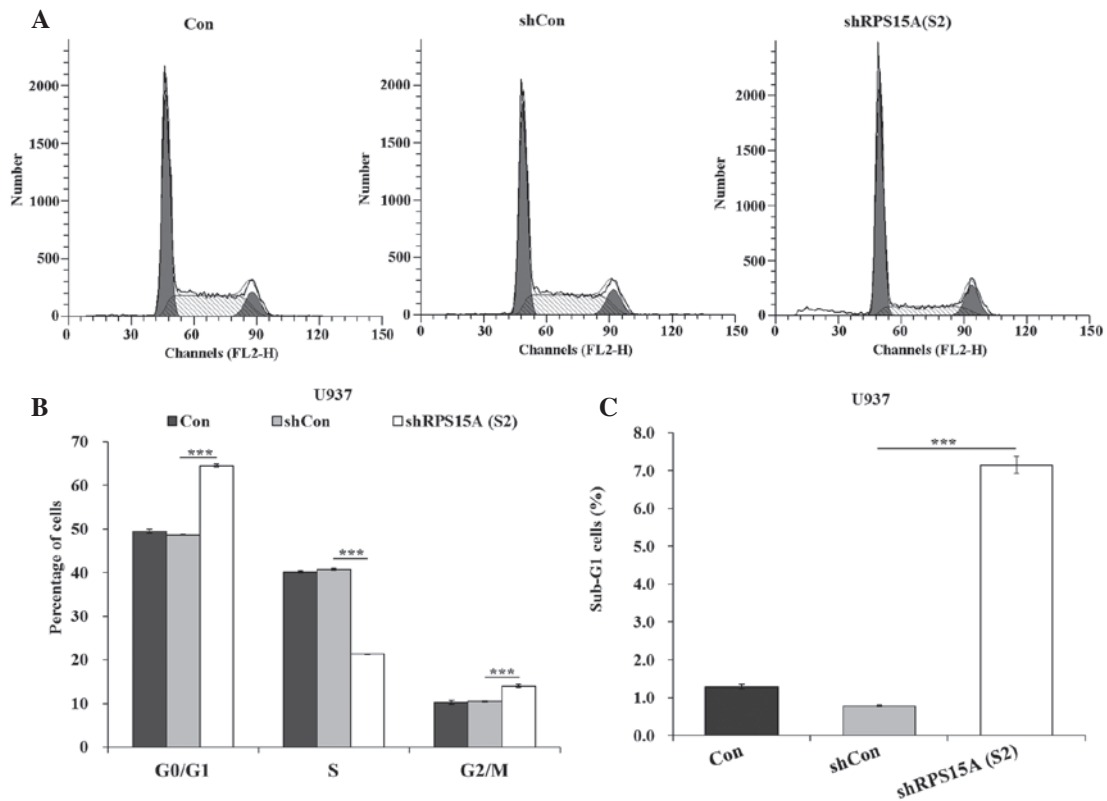 A
Con
shCon
shRPS15A(S2)
Number
2000
1500
1000
500
0
0 30 60 90 120 150
Channels (FL2-H)
Number
2000
1500
1000
500
0
0 30 60 90 120 150
Channels (FL2-H)
Number
2000
1500
1000
500
0
0 30 60 90 120 150
Channels (FL2-H)
B
U937
Con shCon shRPS15A (S2)
Percentage of cells
70
60
50
40
30
20
10
0
***
***
***
G0/G1 S G2/M
C
U937
Sub-G1 cells (%)
8.0
7.0
6.0
5.0
4.0
3.0
2.0
1.0
0.0
***
Con
shCon
shRPS15A (S2)